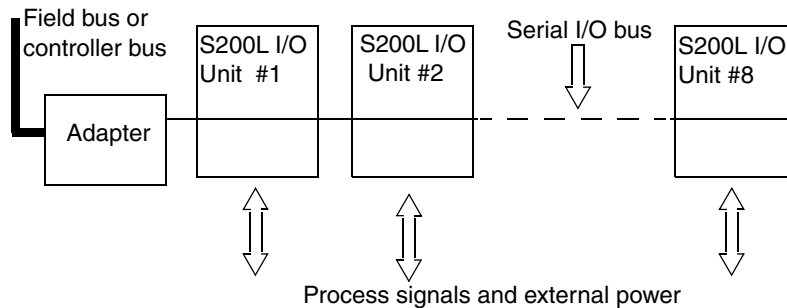 Field bus or
controller bus
Adapter
S200L I/O
Unit #1
S200L I/O
Unit #2
Serial I/O bus
S200L I/O
Unit #8
Process signals and external power